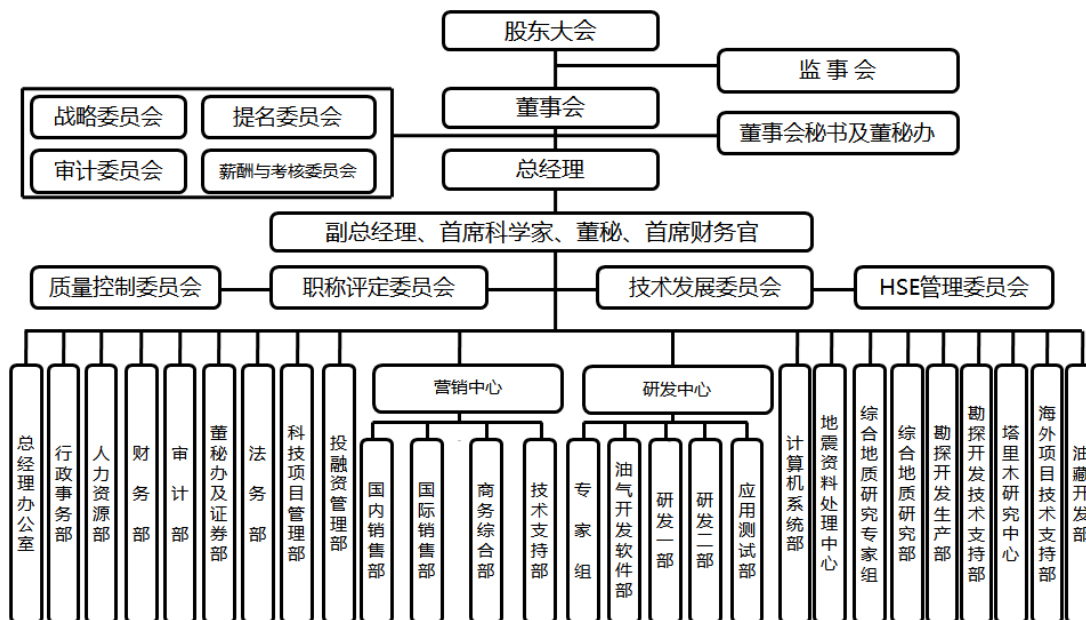 股东大会
监 事 会
董事会
战略委员会
提名委员会
董事会秘书及董秘办
审计委员会
薪酬与考核委员会
总经理
副总经理、首席科学家、董秘、首席财务官
质量控制委员会
职称评定委员会
技术发展委员会
HSE管理委员会
总经理办公室
行政事务部
人力资源部
财务部
审计部
董秘办及证券部
法务部
科技项目管理部
投融资管理部
营销中心
国内销售部
国际销售部
商务综合部
技术支持部
研发中心
专家组
油气开发软件部
研发一部
研发二部
应用测试部
计算机系统部
地震资料处理中心
综合地质研究专家组
综合地质研究部
勘探开发生产部
勘探开发技术支持部
塔里木研究中心
海外项目技术支持部
油藏开发部